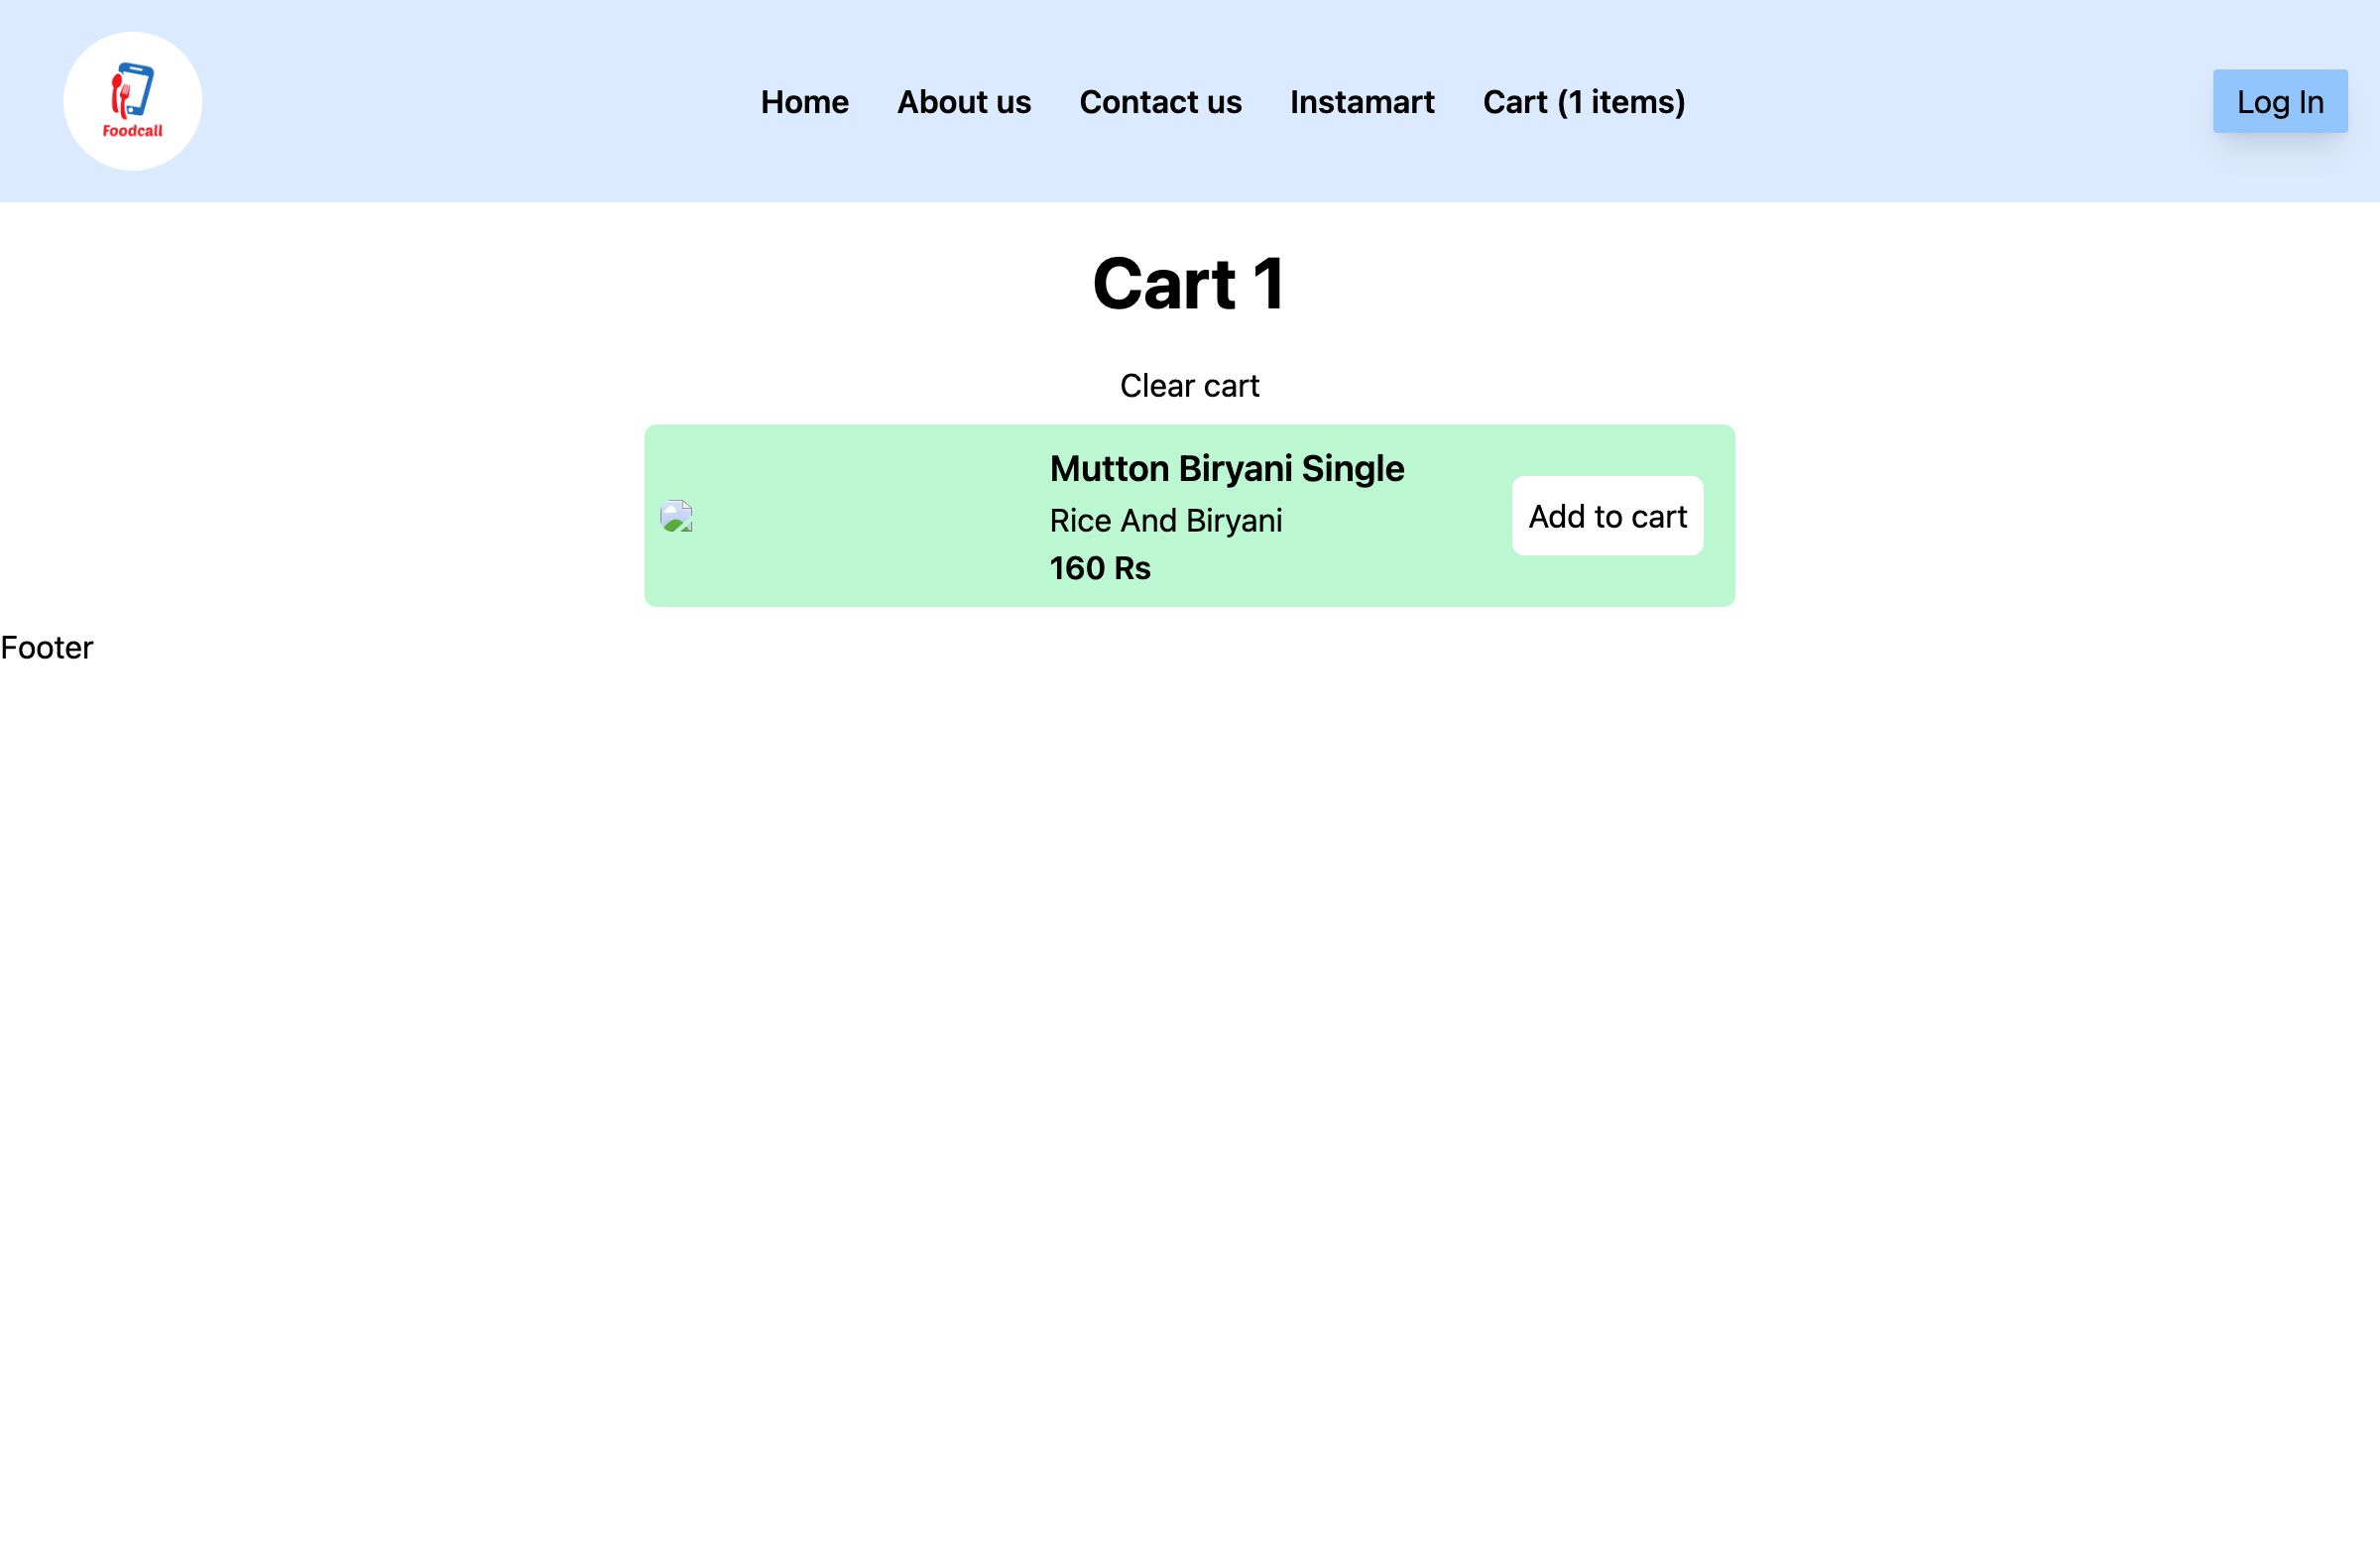 Foodcall
Home About us Contact us Instamart Cart (1 items) Log In
Cart 1
Clear cart
Mutton Biryani Single
Rice And Biryani
160 Rs
Add to cart
Footer